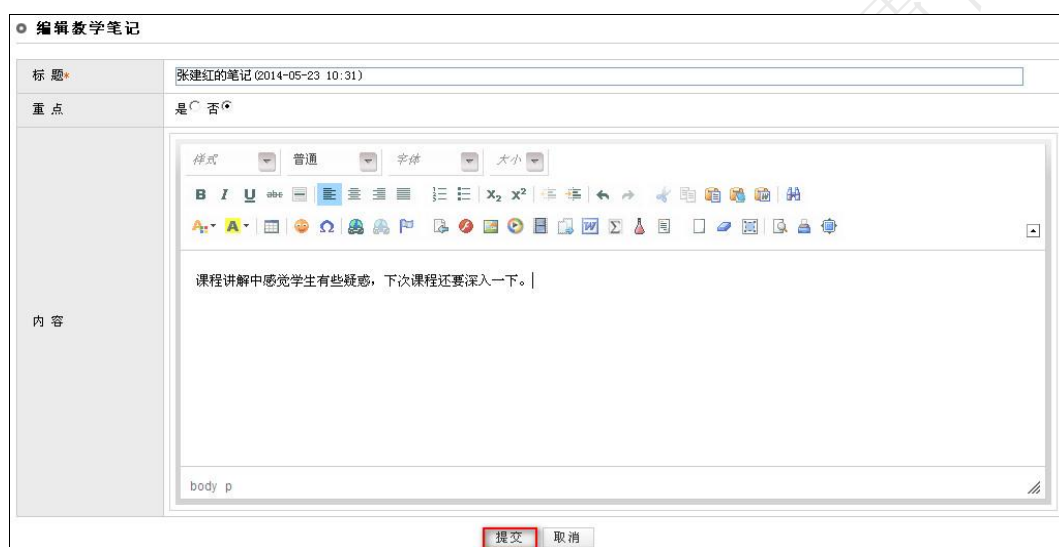 编辑教学笔记
标 题*
张建红的笔记(2014-05-23 10:31)
重 点
是 否
样式 普通 字体 大小
课程讲解中感觉学生有些疑惑，下次课程还要深入一下。
内 容
body p
提交 取消